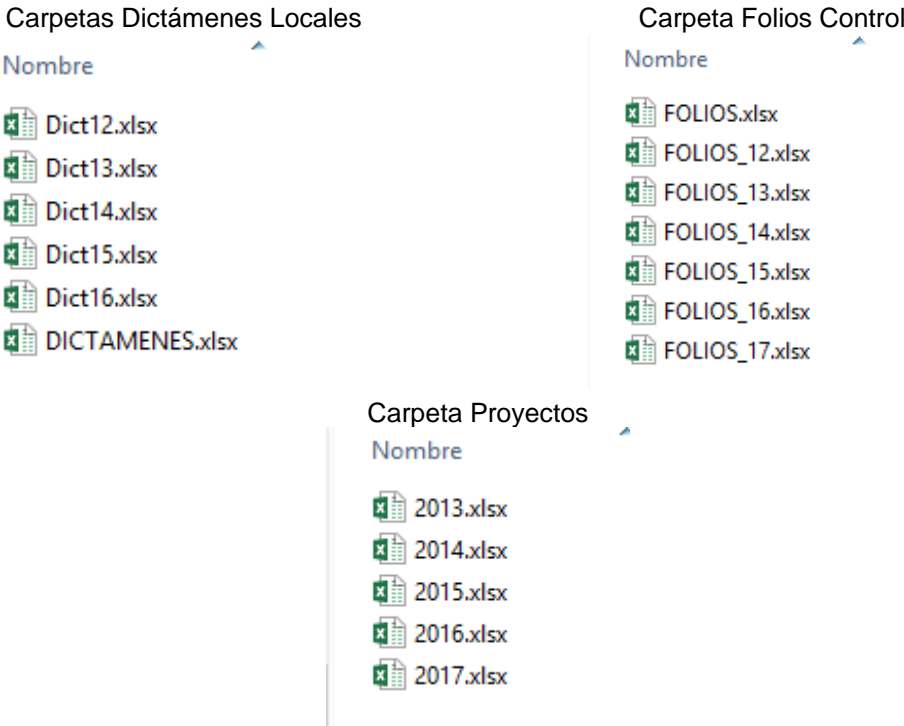 Carpetas Dictámenes Locales
Nombre
Dict12.xlsx
Dict13.xlsx
Dict14.xlsx
Dict15.xlsx
Dict16.xlsx
DICTAMENES.xlsx
Carpeta Folios Control
Nombre
FOLIOS.xlsx
FOLIOS_12.xlsx
FOLIOS_13.xlsx
FOLIOS_14.xlsx
FOLIOS_15.xlsx
FOLIOS_16.xlsx
FOLIOS_17.xlsx
Carpeta Proyectos
Nombre
2013.xlsx
2014.xlsx
2015.xlsx
2016.xlsx
2017.xlsx